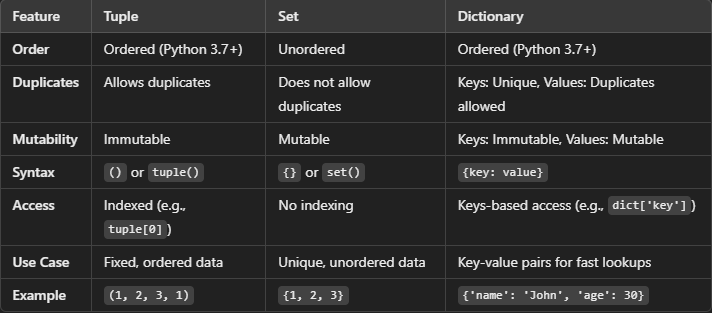 Feature Tuple Set Dictionary
Order Ordered (Python 3.7+) Unordered Ordered (Python 3.7+)
Duplicates Allows duplicates Does not allow Keys: Unique, Values: Duplicates
duplicates allowed
Mutability Immutable Mutable Keys: Immutable, Values: Mutable
Syntax () or tuple() {} or set() {key: value}
Access Indexed (e.g., No indexing Keys-based access (e.g., dict['key'])
tuple[0])
Use Case Fixed, ordered data Unique, unordered data Key-value pairs for fast lookups
Example (1, 2, 3, 1) {1, 2, 3} {'name': 'John', 'age': 30}